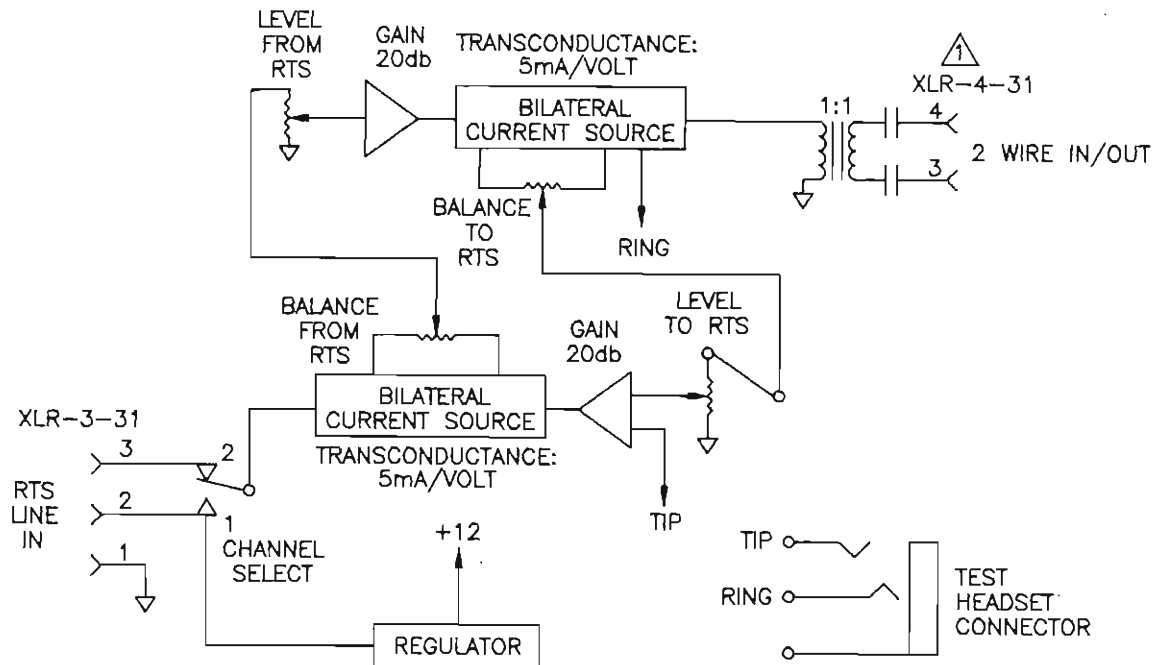 LEVEL
FROM
RTS
GAIN
20db
TRANSCONDUCTANCE:
5mA/VOLT
1
XLR-4-31
BILATERAL
CURRENT SOURCE
1:1
4
3
2 WIRE IN/OUT
BALANCE
TO
RTS
RING
BALANCE
FROM
RTS
GAIN
20db
LEVEL
TO RTS
BILATERAL
CURRENT SOURCE
TRANSCONDUCTANCE:
5mA/VOLT
XLR-3-31
3
2
RTS
LINE
IN
2
1
1
CHANNEL
SELECT
+12
REGULATOR
TIP
TIP
RING
TEST
HEADSET
CONNECTOR